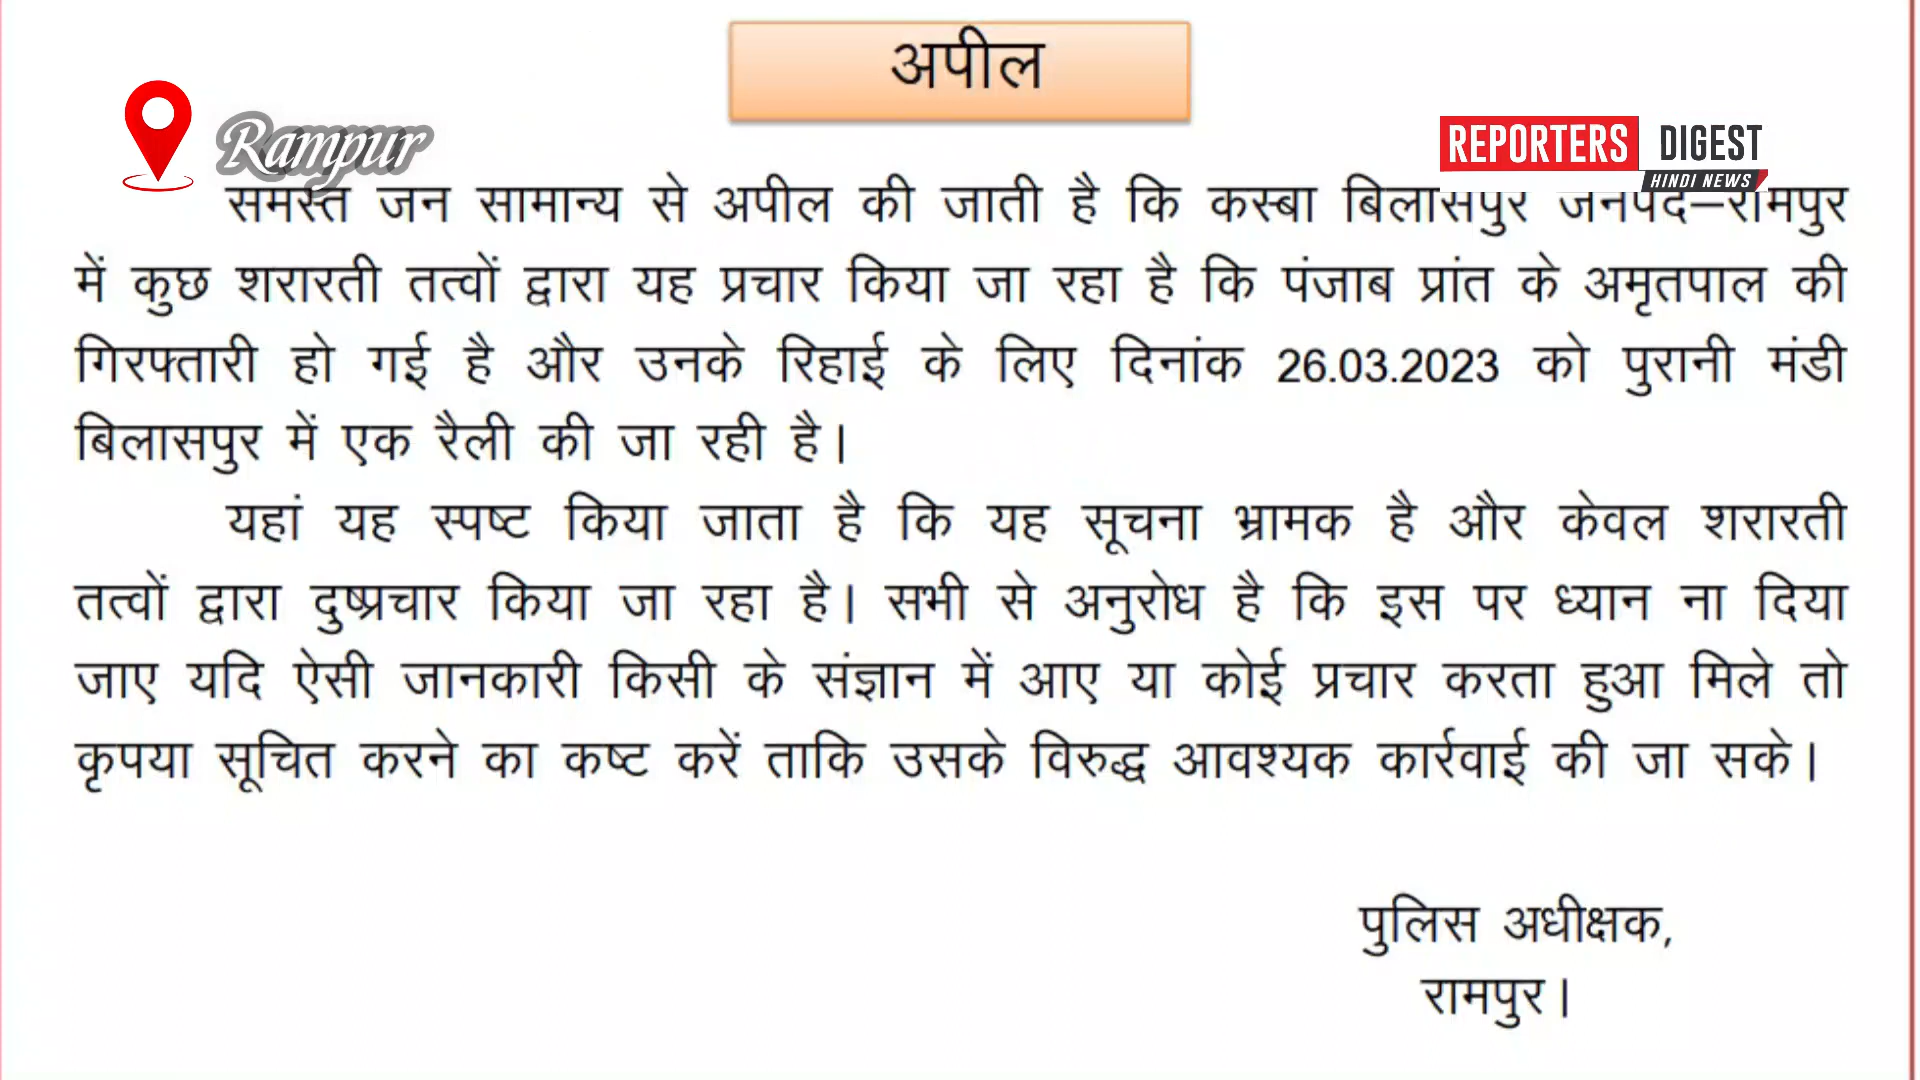 अपील
Rampur
REPORTERS DIGEST
HINDI NEWS
समस्त जन सामान्य से अपील की जाती है कि कस्बा बिलासपुर जनपद–रामपुर
में कुछ शरारती तत्वों द्वारा यह प्रचार किया जा रहा है कि पंजाब प्रांत के अमृतपाल की
गिरफ्तारी हो गई है और उनके रिहाई के लिए दिनांक 26.03.2023 को पुरानी मंडी
बिलासपुर में एक रैली की जा रही है।
यहां यह स्पष्ट किया जाता है कि यह सूचना भ्रामक है और केवल शरारती
तत्वों द्वारा दुष्प्रचार किया जा रहा है। सभी से अनुरोध है कि इस पर ध्यान ना दिया
जाए यदि ऐसी जानकारी किसी के संज्ञान में आए या कोई प्रचार करता हुआ मिले तो
कृपया सूचित करने का कष्ट करें ताकि उसके विरुद्ध आवश्यक कार्रवाई की जा सके।
पुलिस अधीक्षक,
रामपुर।